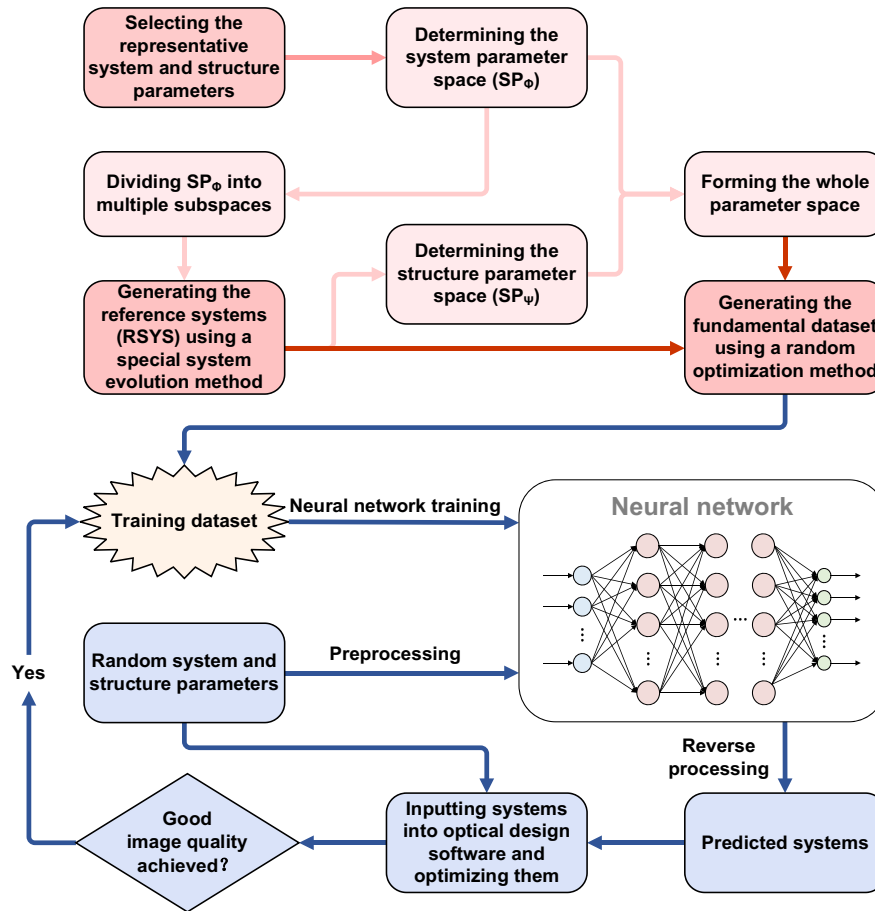 Selecting the
representative
system and structure
parameters
Determining the
system parameter
space (SPΦ)
Dividing SPΦ into
multiple subspaces
Forming the whole
parameter space
Determining the
structure parameter
space (SPΨ)
Generating the
reference systems
(RSYS) using a
special system
evolution method
Generating the
fundamental dataset
using a random
optimization method
Training dataset
Neural network training
Neural network
Random system and
structure parameters
Preprocessing
Yes
Reverse
processing
Good
image quality
achieved?
Inputting systems
into optical design
software and
optimizing them
Predicted systems